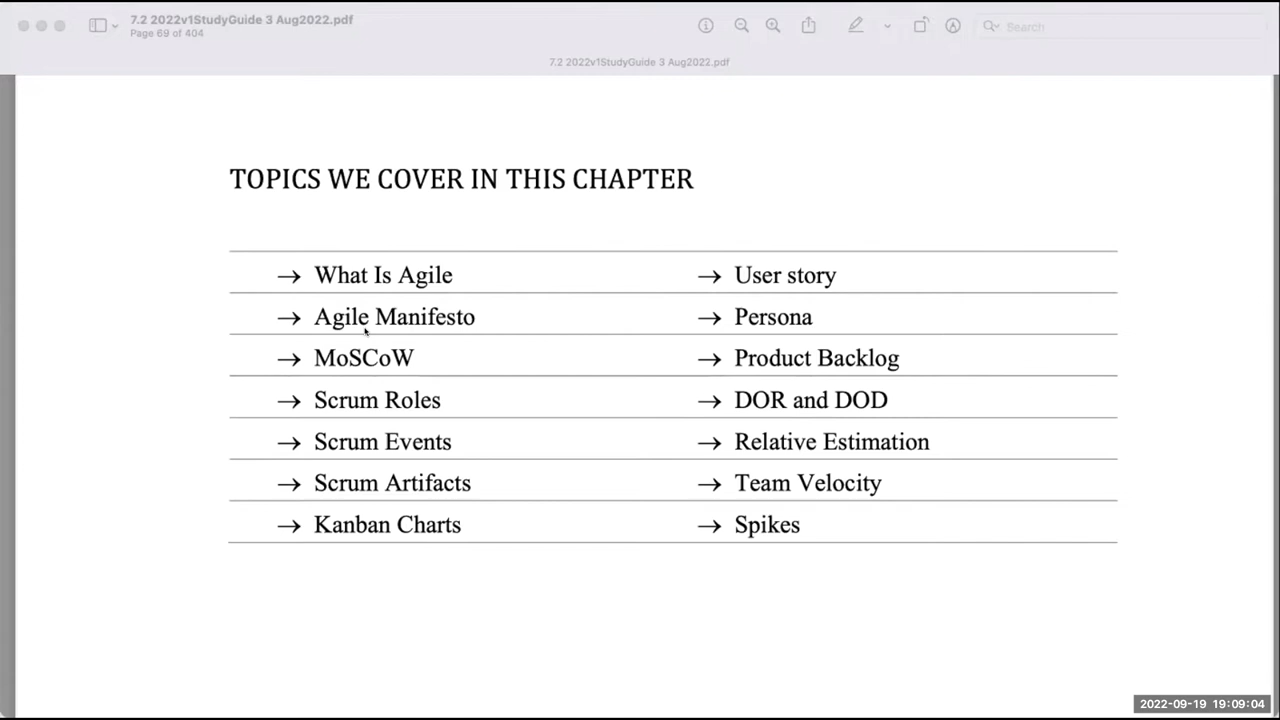 7.2 2022v1StudyGuide 3 Aug2022.pdf
Page 69 of 404
Search
7.2 2022v1StudyGuide 3 Aug2022.pdf
TOPICS WE COVER IN THIS CHAPTER
→ What Is Agile
→ User story
→ Agile Manifesto
→ Persona
→ MoSCoW
→ Product Backlog
→ Scrum Roles
→ DOR and DOD
→ Scrum Events
→ Relative Estimation
→ Scrum Artifacts
→ Team Velocity
→ Kanban Charts
→ Spikes
2022-09-19 19:09:04